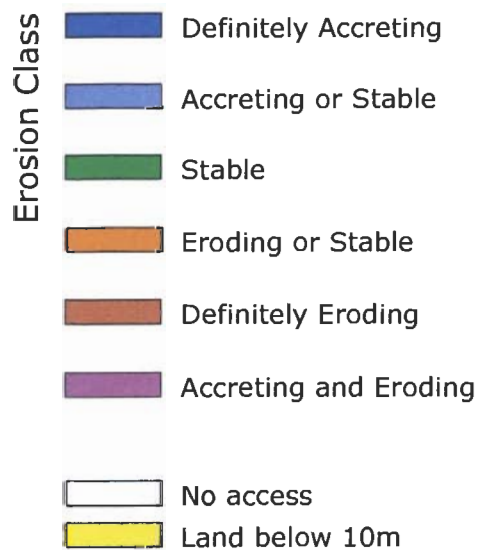 Erosion Class
Definitely Accreting
Accreting or Stable
Stable
Eroding or Stable
Definitely Eroding
Accreting and Eroding
No access
Land below 10m